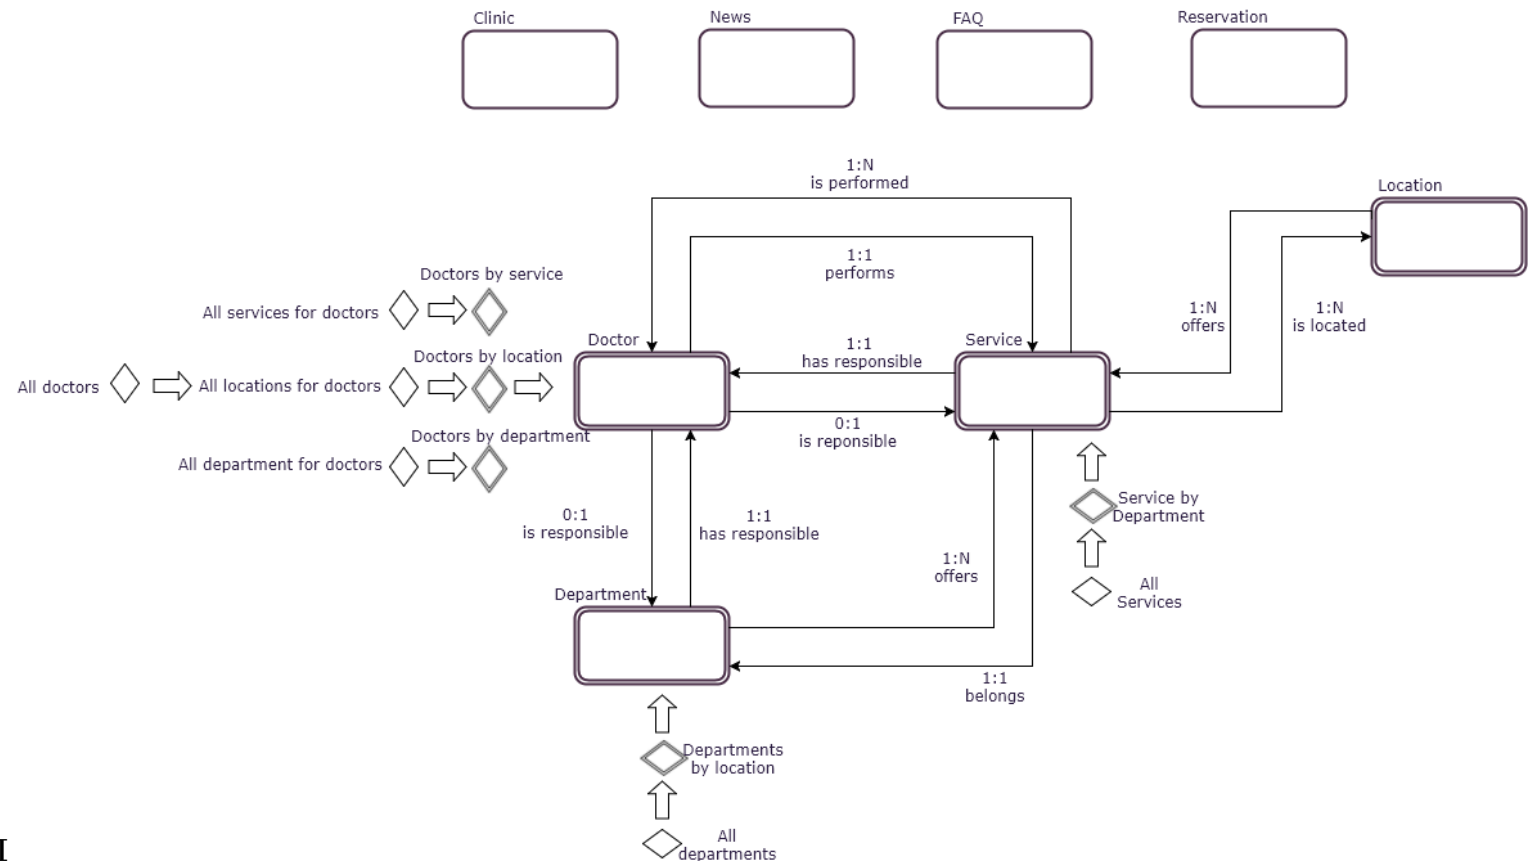 Clinic
News
FAQ
Reservation
1:N
is performed
Location
1:1
performs
Doctors by service
All services for doctors
1:N
offers
1:N
is located
Doctor
Service
1:1
has responsible
Doctors by location
All doctors
All locations for doctors
0:1
is reponsible
Doctors by department
All department for doctors
Service by
Department
0:1
is responsible
1:1
has responsible
1:N
offers
All
Services
Department
1:1
belongs
Departments
by location
All
departments